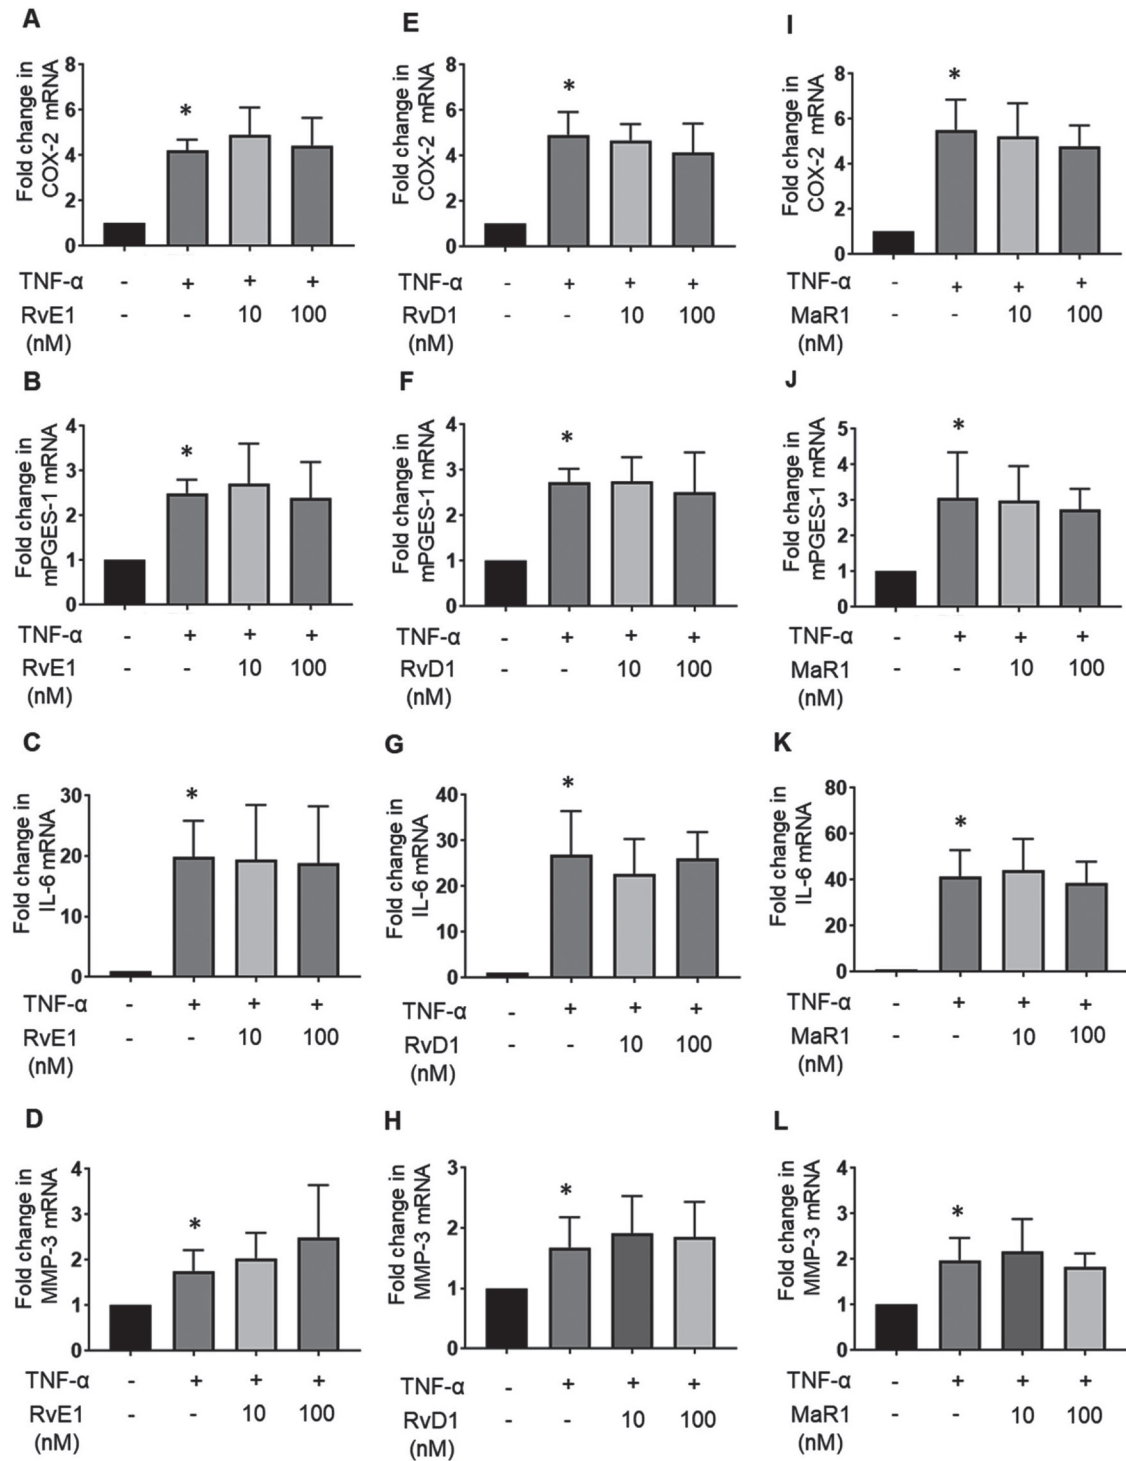 A
Fold change in
COX-2 mRNA
8
6
4
2
0
*
TNF-α - + + +
RvE1 - - 10 100
(nM)
E
Fold change in
COX-2 mRNA
8
6
4
2
0
*
TNF-α - + + +
RvD1 - - 10 100
(nM)
I
Fold change in
COX-2 mRNA
8
6
4
2
0
*
TNF-α - + + +
MaR1 - - 10 100
(nM)
B
Fold change in
mPGES-1 mRNA
4
3
2
1
0
*
TNF-α - + + +
RvE1 - - 10 100
(nM)
F
Fold change in
mPGES-1 mRNA
4
3
2
1
0
*
TNF-α - + + +
RvD1 - - 10 100
(nM)
J
Fold change in
mPGES-1 mRNA
5
4
3
2
1
0
*
TNF-α - + + +
MaR1 - - 10 100
(nM)
C
Fold change in
IL-6 mRNA
30
20
10
0
*
TNF-α - + + +
RvE1 - - 10 100
(nM)
G
Fold change in
IL-6 mRNA
40
30
20
10
0
*
TNF-α - + + +
RvD1 - - 10 100
(nM)
K
Fold change in
IL-6 mRNA
80
60
40
20
0
*
TNF-α - + + +
MaR1 - - 10 100
(nM)
D
Fold change in
MMP-3 mRNA
4
3
2
1
0
*
TNF-α - + + +
RvE1 - - 10 100
(nM)
H
Fold change in
MMP-3 mRNA
3
2
1
0
*
TNF-α - + + +
RvD1 - - 10 100
(nM)
L
Fold change in
MMP-3 mRNA
4
3
2
1
0
*
TNF-α - + + +
MaR1 - - 10 100
(nM)